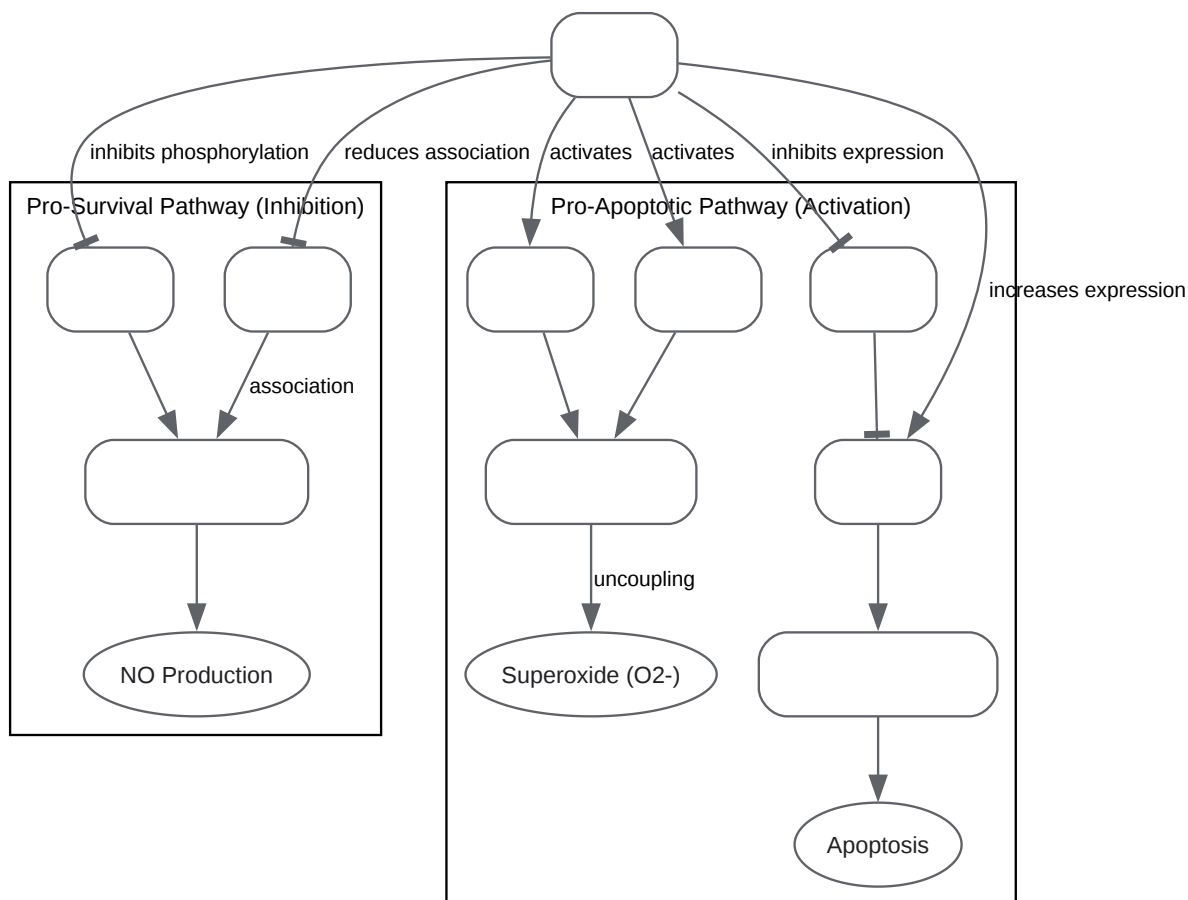 inhibits phosphorylation
reduces association
activates
activates
inhibits expression
Pro-Survival Pathway (Inhibition)
Pro-Apoptotic Pathway (Activation)
increases expression
association
uncoupling
NO Production
Superoxide (O2-)
Apoptosis